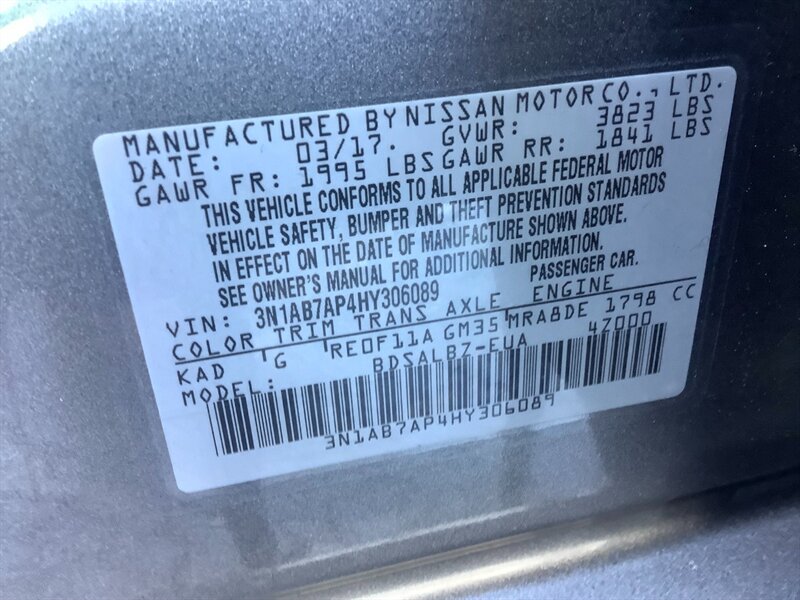 MANUFACTURED BY NISSAN MOTOR CO., LTD.
DATE: 03/17. GVWR: 3823 LBS
GAWR FR: 1995 LBS GAWR RR: 1841 LBS
THIS VEHICLE CONFORMS TO ALL APPLICABLE FEDERAL MOTOR
VEHICLE SAFETY, BUMPER AND THEFT PREVENTION STANDARDS
IN EFFECT ON THE DATE OF MANUFACTURE SHOWN ABOVE.
SEE OWNER'S MANUAL FOR ADDITIONAL INFORMATION.
VIN: 3N1AB7AP4HY306089 PASSENGER CAR.
COLOR TRIM TRANS AXLE ENGINE
KAD G RE0F11A GM35 MRA8DE 1798 CC
MODEL: BDSALBZ-EUA 47000
3N1AB7AP4HY306089